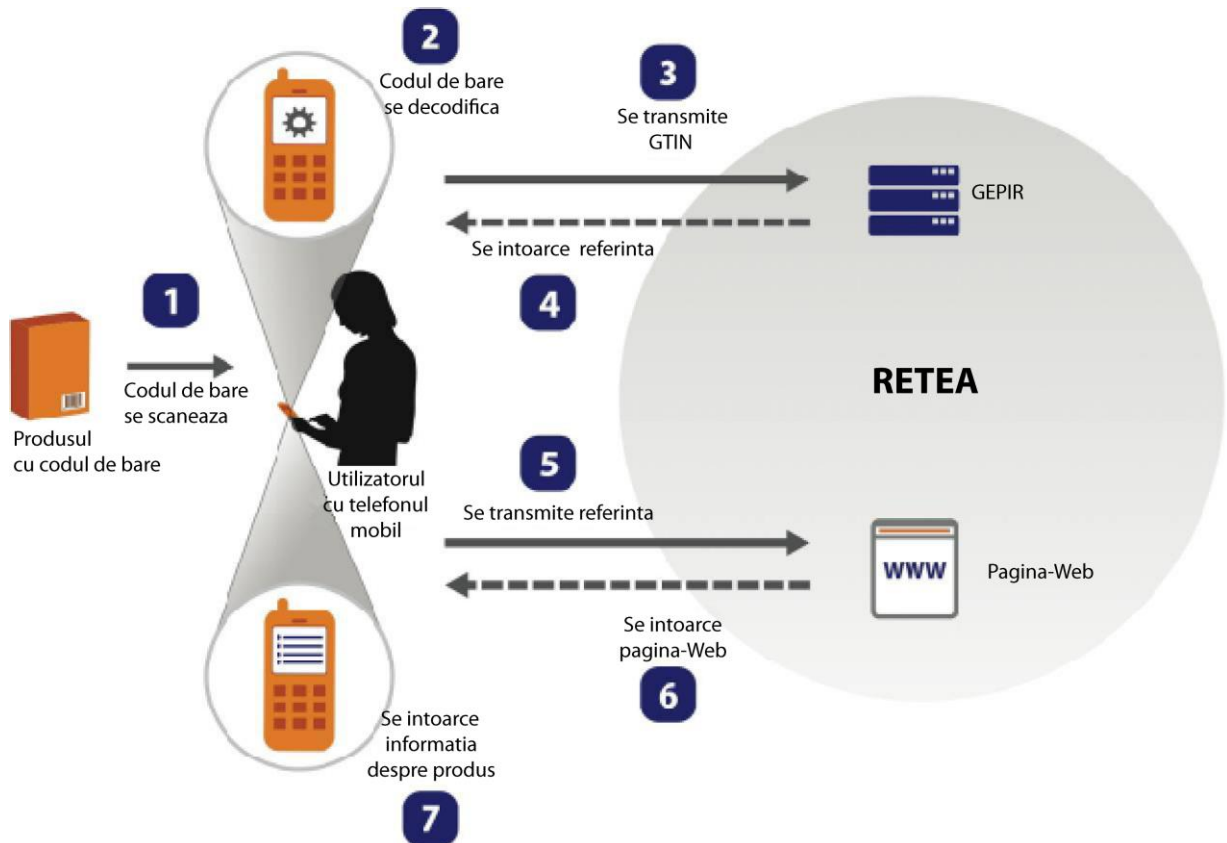 2
Codul de bare
se decodifica
3
Se transmite
GTIN
GEPIR
Se intoarce referinta
4
1
Codul de bare
se scaneaza
Produsul
cu codul de bare
RETEA
Utilizatorul
cu telefonul
mobil
5
Se transmite referinta
WWW
Pagina-Web
Se intoarce
pagina-Web
6
Se intoarce
informatia
despre produs
7